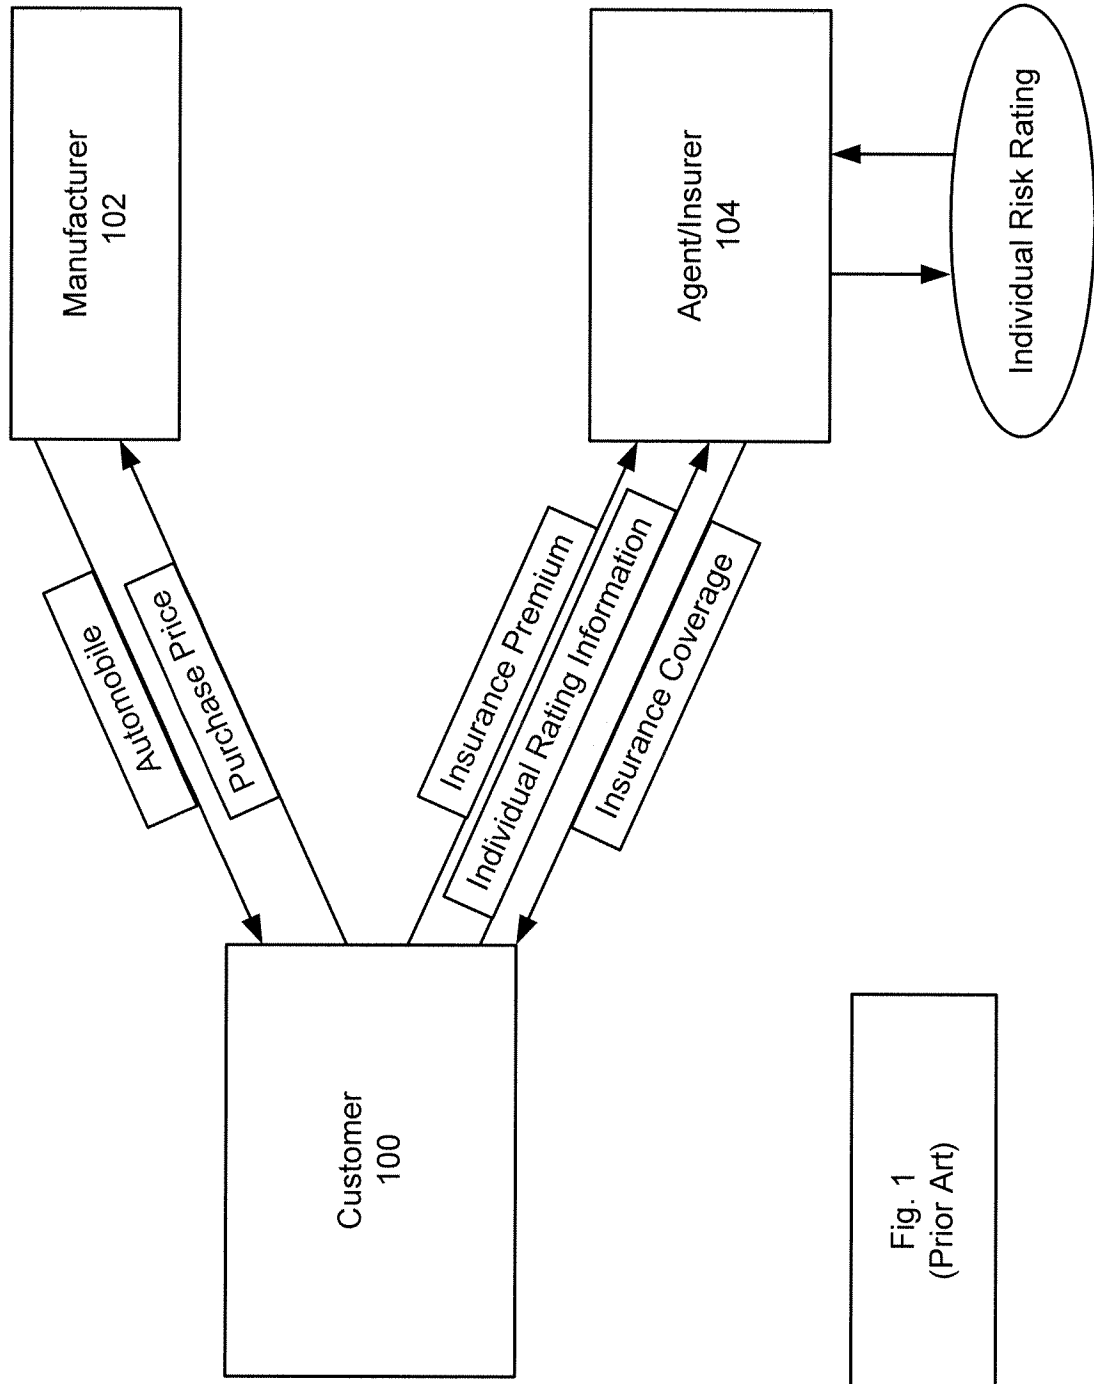 Manufacturer
102
Automobile
Purchase Price
Customer
100
Insurance Premium
Individual Rating Information
Insurance Coverage
Agent/Insurer
104
Individual Risk Rating
Fig. 1
(Prior Art)